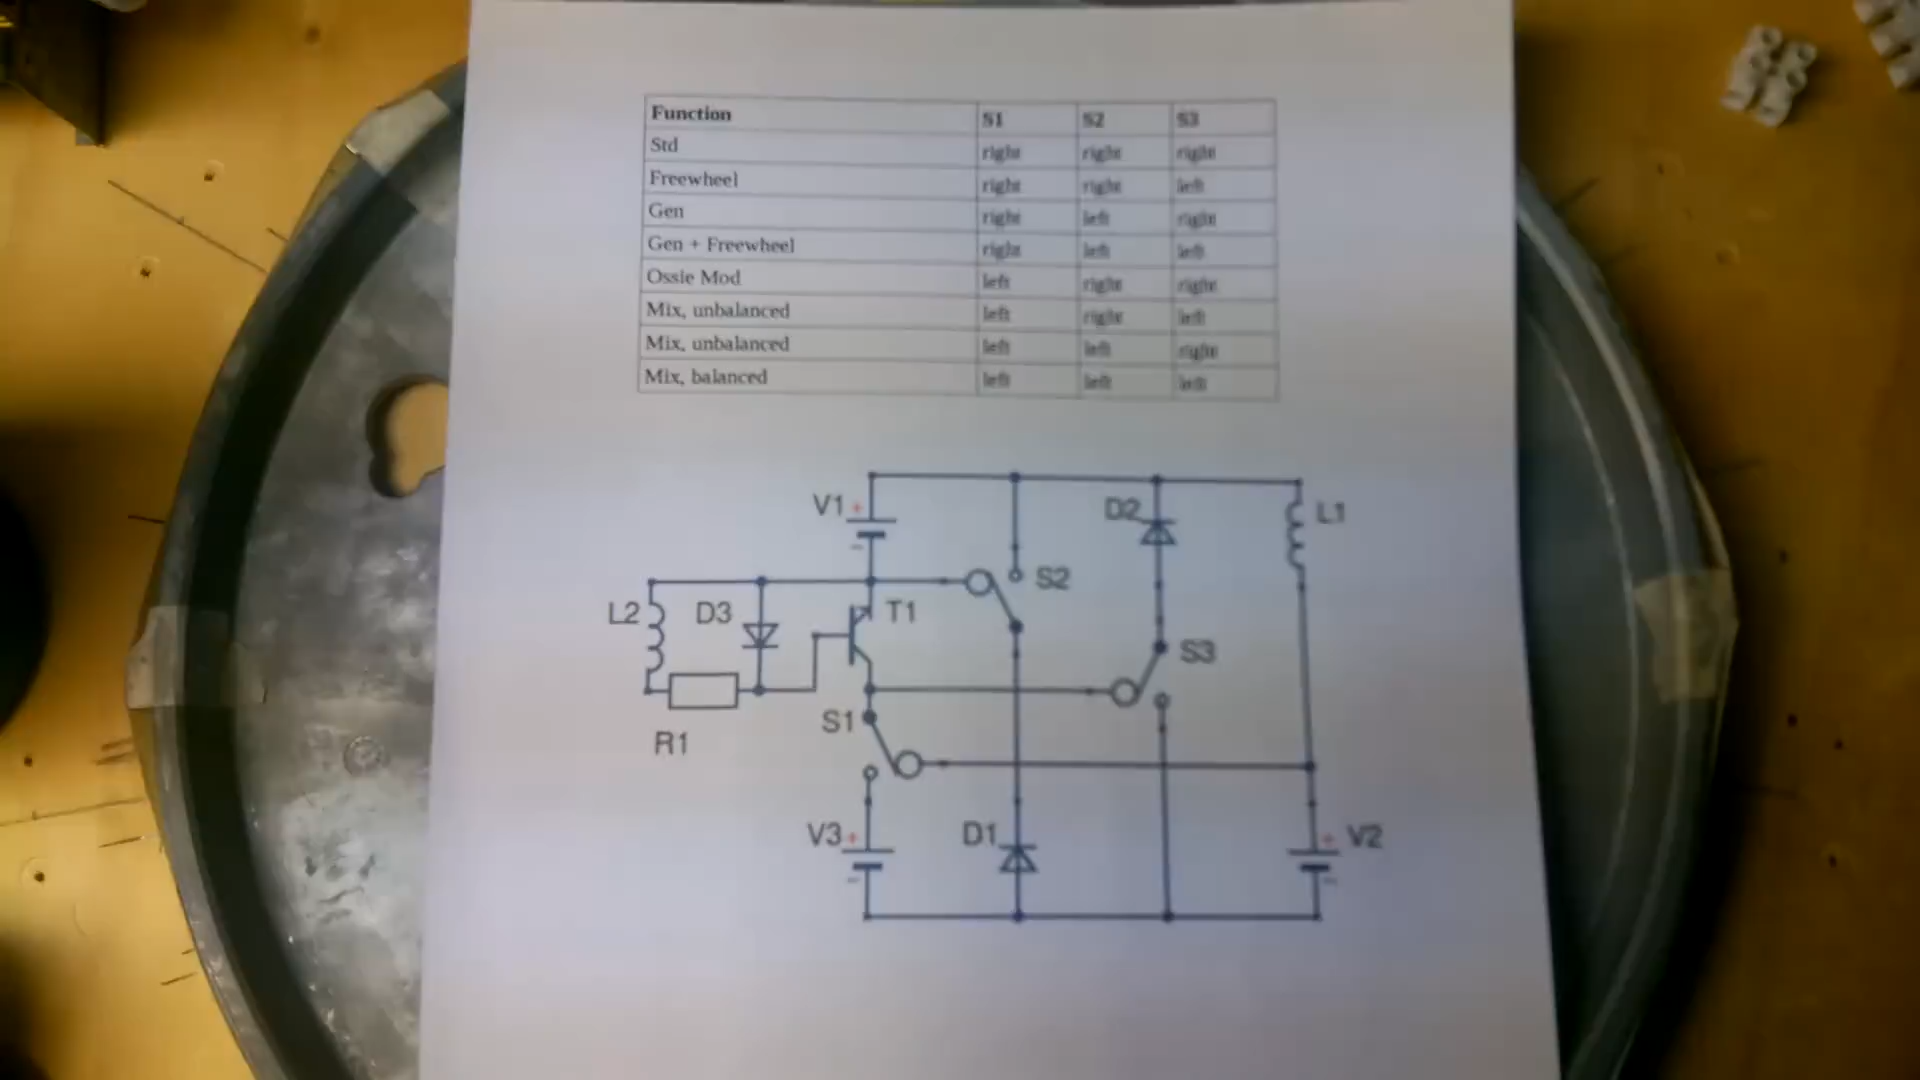 Function S1 S2 S3
Std right right right
Freewheel right right left
Gen right left right
Gen + Freewheel right left left
Ossie Mod left right right
Mix, unbalanced left right left
Mix, unbalanced left left right
Mix, balanced left left left
V1 + D2 L1
-
S2
L2 D3 T1
S3
S1
R1
V3 + D1 + V2
- -